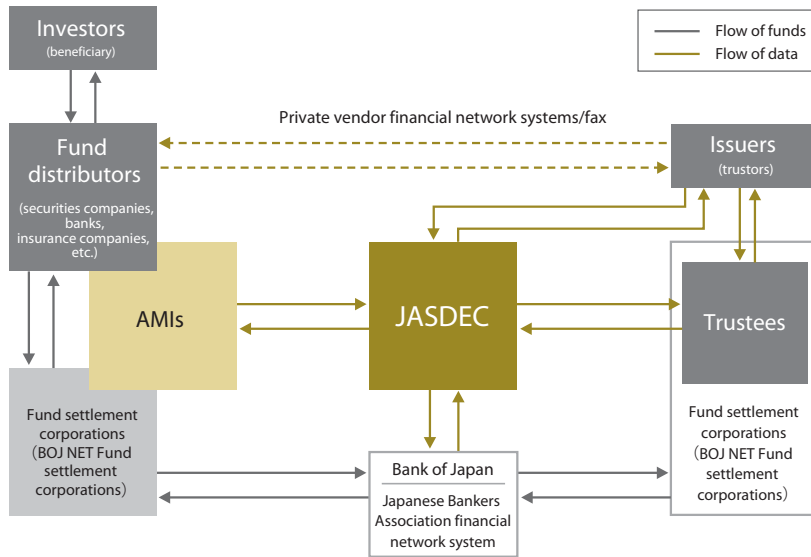 Investors
(beneficiary)
Flow of funds
Flow of data
Private vendor financial network systems/fax
Fund
distributors
(securities companies,
banks,
insurance companies,
etc.)
Issuers
(trustors)
AMIs
JASDEC
Trustees
Fund settlement
corporations
（BOJ NET Fund
settlement
corporations）
Bank of Japan
Japanese Bankers
Association financial
network system
Fund settlement
corporations
（BOJ NET Fund
settlement
corporations）